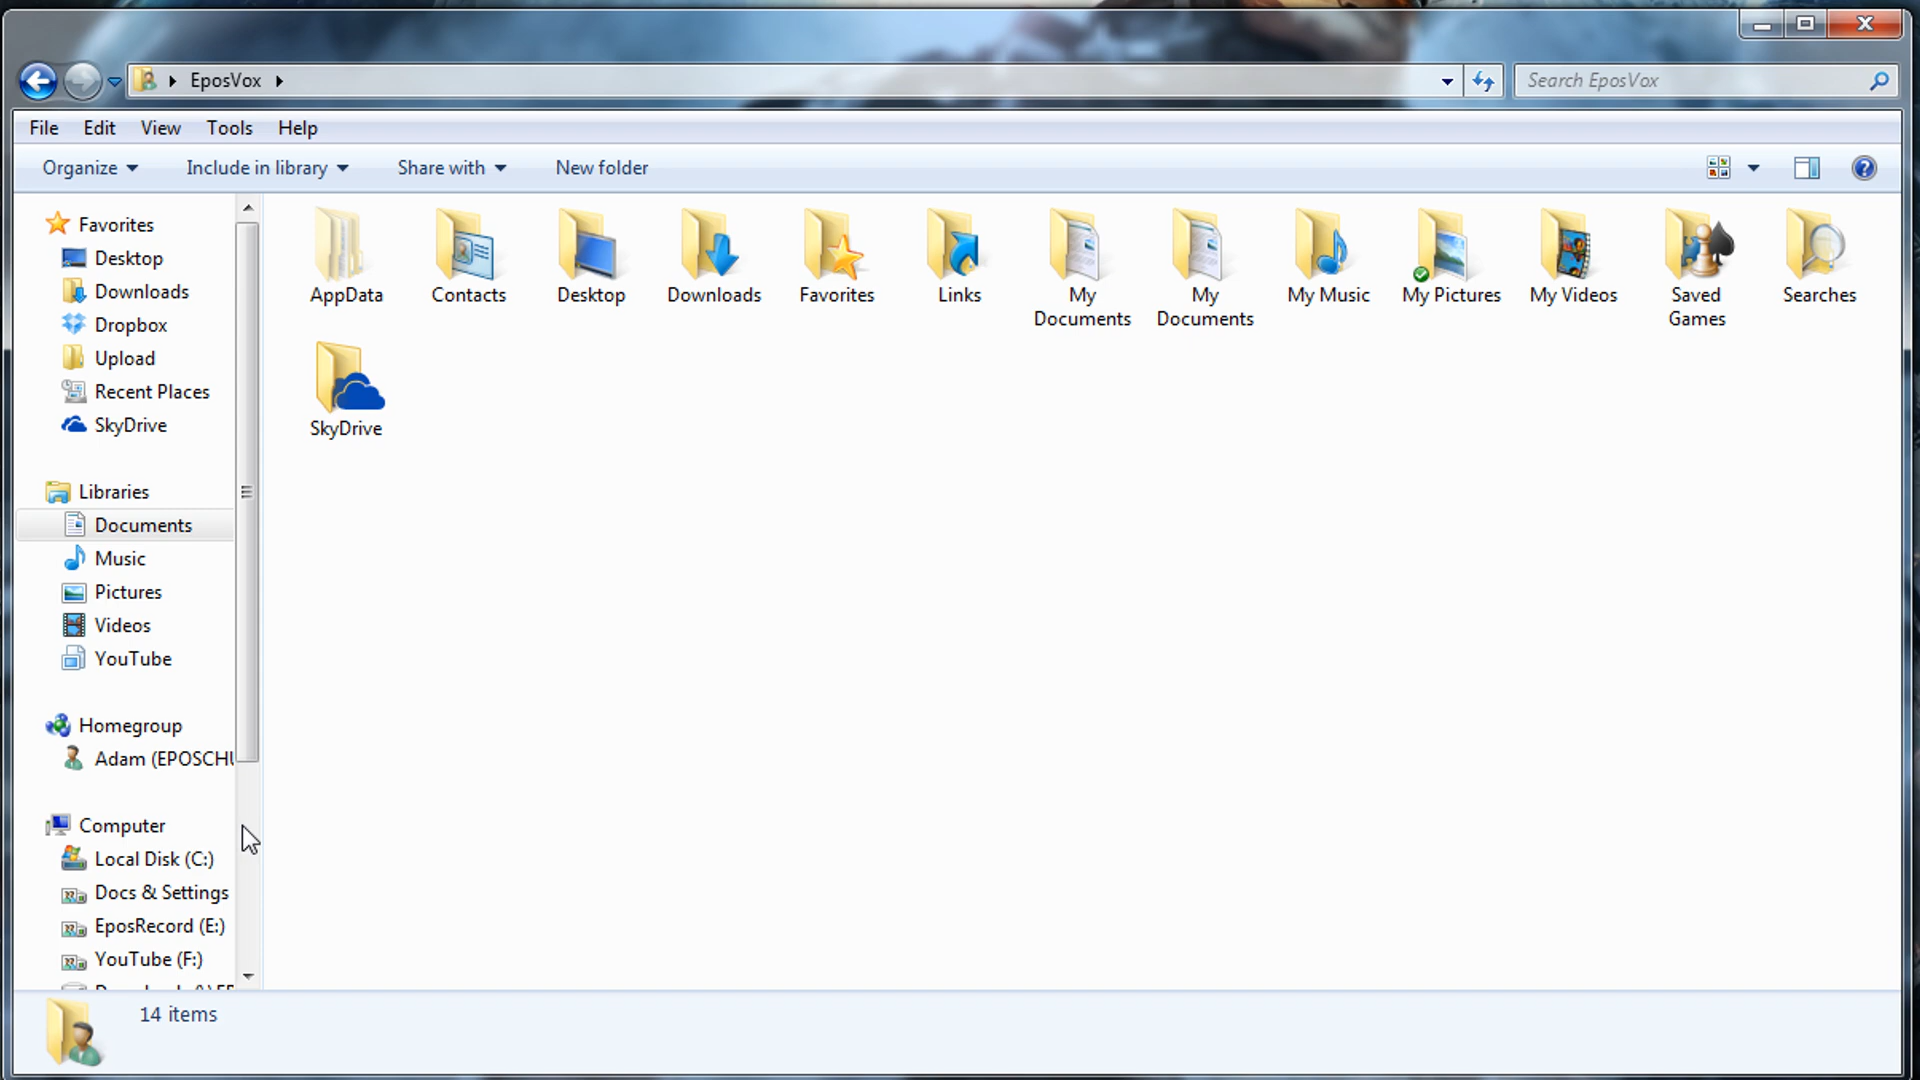 EposVox
Search EposVox
File Edit View Tools Help
Organize Include in library Share with New folder
Favorites
Desktop
Downloads
Dropbox
Upload
Recent Places
SkyDrive
Libraries
Documents
Music
Pictures
Videos
YouTube
Homegroup
Adam (EPOSCHU
Computer
Local Disk (C:)
Docs & Settings
EposRecord (E:)
YouTube (F:)
AppData
Contacts
Desktop
Downloads
Favorites
Links
My
Documents
My
Documents
My Music
My Pictures
My Videos
Saved
Games
Searches
SkyDrive
14 items